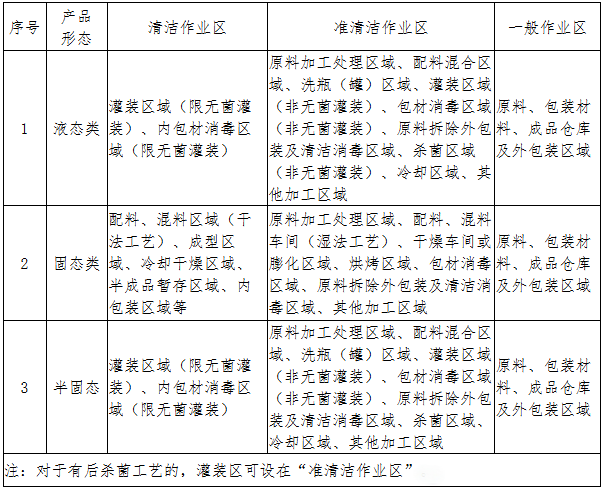 序号
产品
形态
清洁作业区
准清洁作业区
一般作业区
1
液态类
灌装区域（限无菌灌
装）、内包材消毒区
域（限无菌灌装）
原料加工处理区域、配料混合区
域、洗瓶（罐）区域、灌装区域
（非无菌灌装）、包材消毒区域
（非无菌灌装）、原料拆除外包
装及清洁消毒区域、杀菌区域
（非无菌灌装）、冷却区域、其
他加工区域
原料、包装材
料、成品仓库
及外包装区域
2
固态类
配料、混料区域（干
法工艺）、成型区
域、冷却干燥区域、
半成品暂存区域、内
包装区域等
原料加工处理区域、配料、混料
车间（湿法工艺）、干燥车间或
膨化区域、烘烤区域、包材消毒
区域、原料拆除外包装及清洁消
毒区域、其他加工区域
原料、包装材
料、成品仓库
及外包装区域
3
半固态
灌装区域（限无菌灌
装）、内包材消毒区
域（限无菌灌装）
原料加工处理区域、配料混合区
域、洗瓶（罐）区域、灌装区域
（非无菌灌装）、包材消毒区域
（非无菌灌装）、原料拆除外包
装及清洁消毒区域、杀菌区域、
冷却区域、其他加工区域
原料、包装材
料、成品仓库
及外包装区域
注：对于有后杀菌工艺的，灌装区可设在“准清洁作业区”